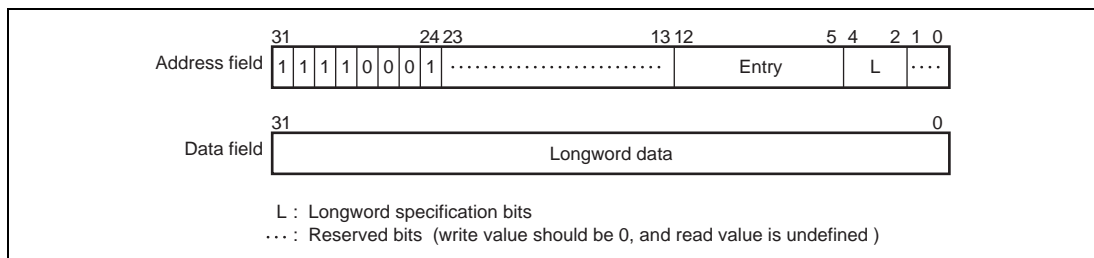 31 24 23 13 12 5 4 2 1 0
Address field 1 1 1 1 0 0 0 1 ........................... Entry L ....
31 0
Data field Longword data
L : Longword specification bits
... : Reserved bits (write value should be 0, and read value is undefined )